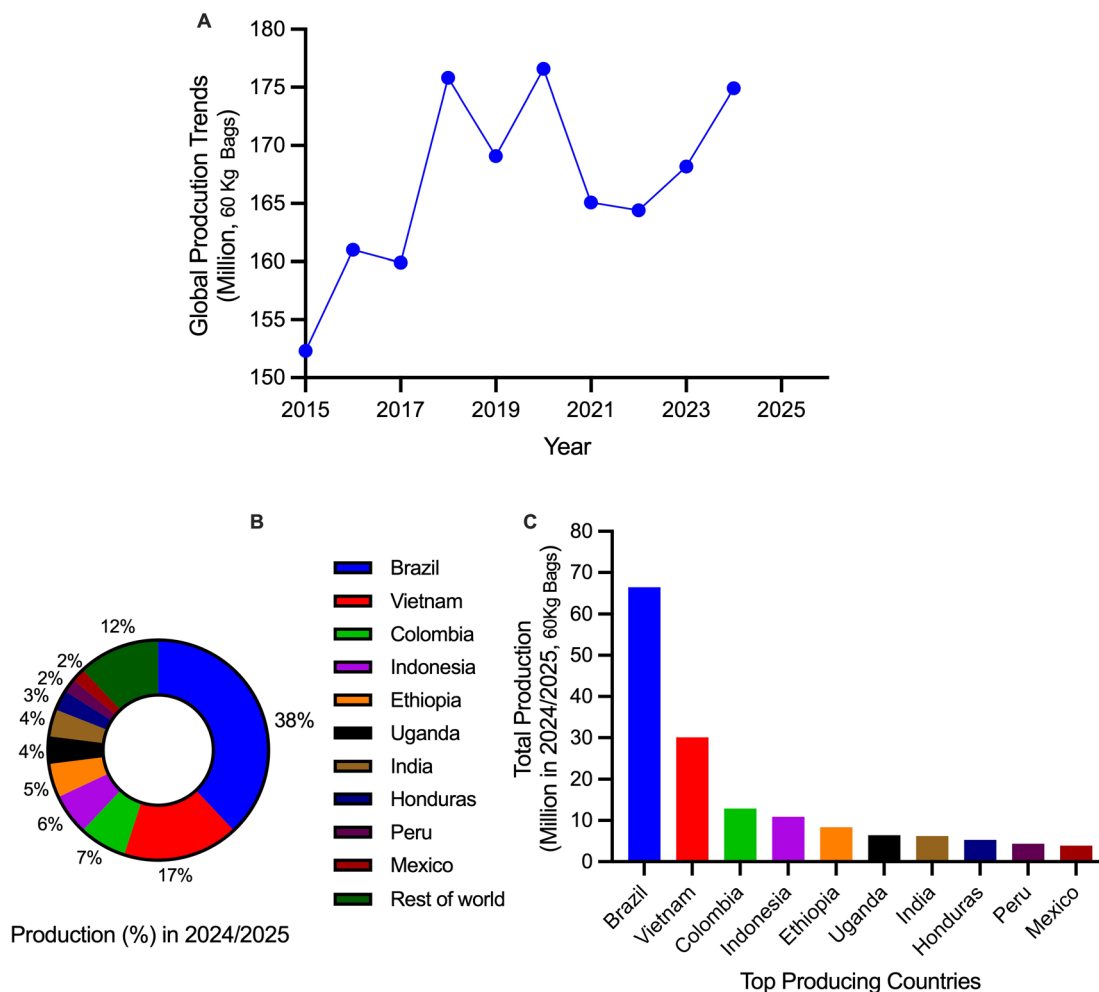 A
Global Prodcution Trends
(Million, 60 Kg Bags)
180
175
170
165
160
155
150
2015
2017
2019
2021
2023
2025
Year
B
12%
2%
2%
3%
4%
4%
5%
6%
7%
17%
38%
Brazil
Vietnam
Colombia
Indonesia
Ethiopia
Uganda
India
Honduras
Peru
Mexico
Rest of world
Production (%) in 2024/2025
C
Total Production
(Million in 2024/2025, 60Kg Bags)
80
70
60
50
40
30
20
10
0
Brazil
Vietnam
Colombia
Indonesia
Ethiopia
Uganda
India
Honduras
Peru
Mexico
Top Producing Countries